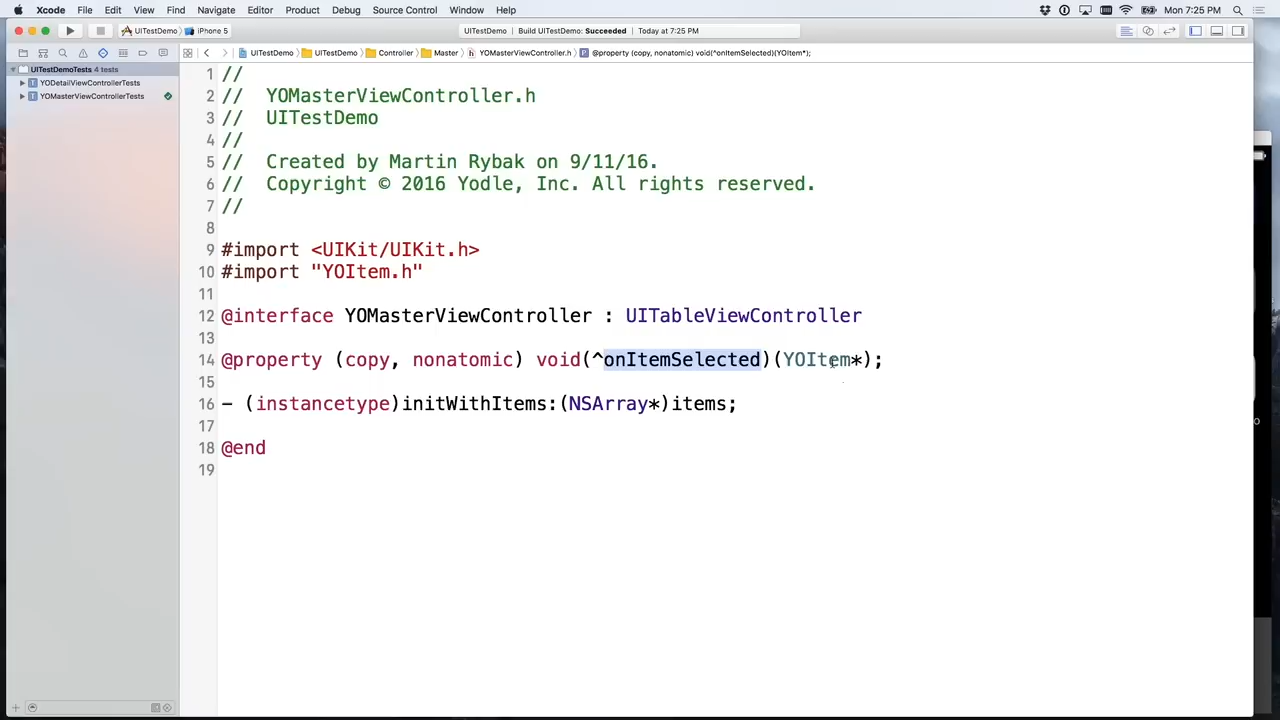 Xcode File Edit View Find Navigate Editor Product Debug Source Control Window Help Mon 7:25 PM
UITestDemo iPhone 5 UITestDemo Build UITestDemo: Succeeded Today at 7:25 PM
UITestDemo UITestDemo Controller Master YOMasterViewController.h @property (copy, nonatomic) void(^onItemSelected)(YOItem*);
UITestDemoTests 4 tests
YODetailViewControllerTests
YOMasterViewControllerTests
1 //
2 // YOMasterViewController.h
3 // UITestDemo
4 //
5 // Created by Martin Rybak on 9/11/16.
6 // Copyright © 2016 Yodle, Inc. All rights reserved.
7 //
8
9 #import <UIKit/UIKit.h>
10 #import "YOItem.h"
11
12 @interface YOMasterViewController : UITableViewController
13
14 @property (copy, nonatomic) void(^onItemSelected)(YOItem*);
15
16 - (instancetype)initWithItems:(NSArray*)items;
17
18 @end
19